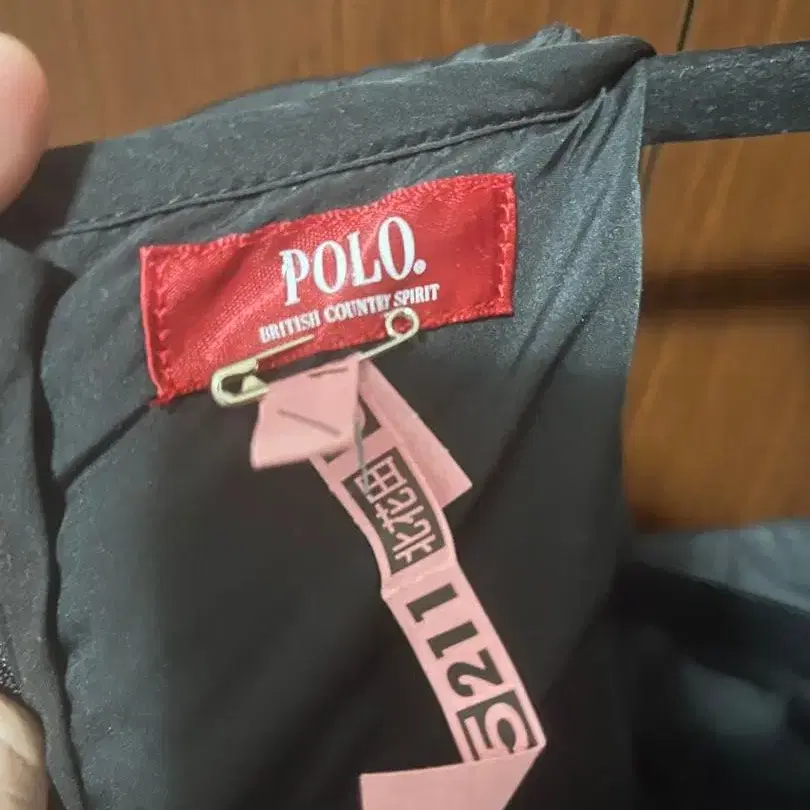 POLO.
BRITISH COUNTRY SPIRIT
北花田
5211